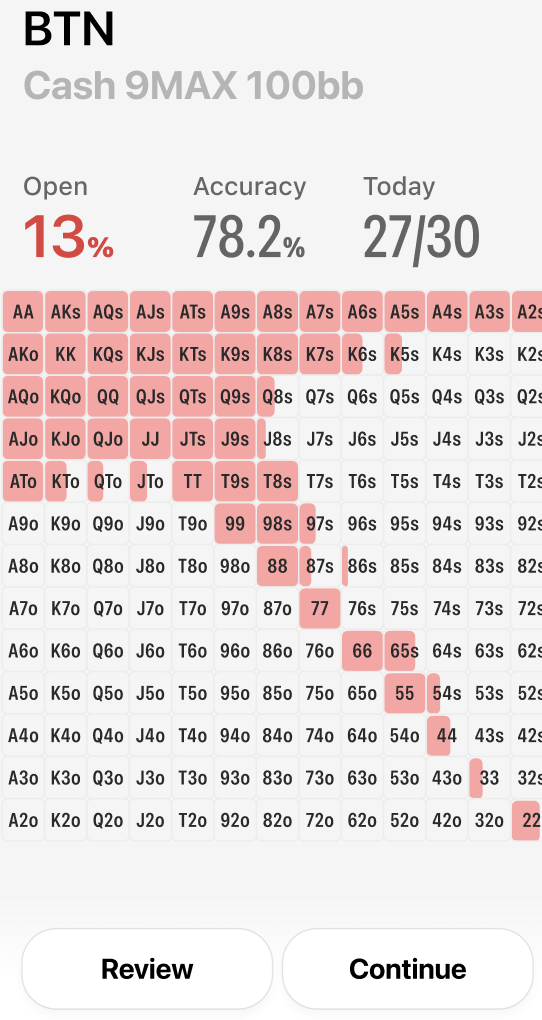 BTN
Cash 9MAX 100bb
Open Accuracy Today
13% 78.2% 27/30
AA AKs AQs AJs ATs A9s A8s A7s A6s A5s A4s A3s A2s
AKo KK KQs KJs KTs K9s K8s K7s K6s K5s K4s K3s K2s
AQo KQo QQ QJs QTs Q9s Q8s Q7s Q6s Q5s Q4s Q3s Q2s
AJo KJo QJo JJ JTs J9s J8s J7s J6s J5s J4s J3s J2s
ATo KTo QTo JTo TT T9s T8s T7s T6s T5s T4s T3s T2s
A9o K9o Q9o J9o T9o 99 98s 97s 96s 95s 94s 93s 92s
A8o K8o Q8o J8o T8o 98o 88 87s 86s 85s 84s 83s 82s
A7o K7o Q7o J7o T7o 97o 87o 77 76s 75s 74s 73s 72s
A6o K6o Q6o J6o T6o 96o 86o 76o 66 65s 64s 63s 62s
A5o K5o Q5o J5o T5o 95o 85o 75o 65o 55 54s 53s 52s
A4o K4o Q4o J4o T4o 94o 84o 74o 64o 54o 44 43s 42s
A3o K3o Q3o J3o T3o 93o 83o 73o 63o 53o 43o 33 32s
A2o K2o Q2o J2o T2o 92o 82o 72o 62o 52o 42o 32o 22
Review Continue